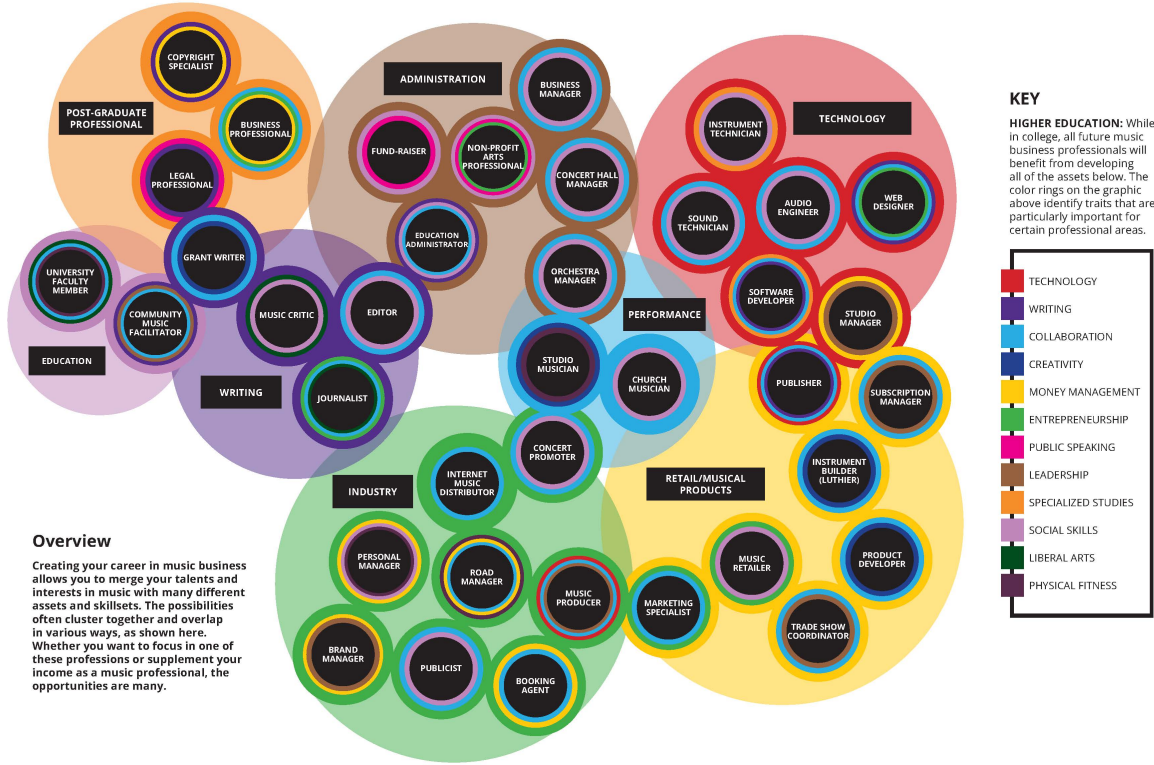 COPYRIGHT
SPECIALIST
POST-GRADUATE
PROFESSIONAL
BUSINESS
PROFESSIONAL
LEGAL
PROFESSIONAL
ADMINISTRATION
BUSINESS
MANAGER
FUND-RAISER
NON-PROFIT
ARTS
PROFESSIONAL
CONCERT HALL
MANAGER
EDUCATION
ADMINISTRATOR
ORCHESTRA
MANAGER
TECHNOLOGY
INSTRUMENT
TECHNICIAN
SOUND
TECHNICIAN
AUDIO
ENGINEER
WEB
DESIGNER
SOFTWARE
DEVELOPER
STUDIO
MANAGER
GRANT WRITER
UNIVERSITY
FACULTY
MEMBER
COMMUNITY
MUSIC
FACILITATOR
EDUCATION
MUSIC CRITIC
EDITOR
WRITING
JOURNALIST
PERFORMANCE
STUDIO
MUSICIAN
CHURCH
MUSICIAN
CONCERT
PROMOTER
INDUSTRY
INTERNET
MUSIC
DISTRIBUTOR
PERSONAL
MANAGER
ROAD
MANAGER
MUSIC
PRODUCER
BRAND
MANAGER
PUBLICIST
BOOKING
AGENT
PUBLISHER
SUBSCRIPTION
MANAGER
RETAIL/MUSICAL
PRODUCTS
INSTRUMENT
BUILDER
(LUTHIER)
MUSIC
RETAILER
PRODUCT
DEVELOPER
MARKETING
SPECIALIST
TRADE SHOW
COORDINATOR
Overview
Creating your career in music business
allows you to merge your talents and
interests in music with many different
assets and skillsets. The possibilities
often cluster together and overlap
in various ways, as shown here.
Whether you want to focus in one of
these professions or supplement your
income as a music professional, the
opportunities are many.
KEY
HIGHER EDUCATION: While
in college, all future music
business professionals will
benefit from developing
all of the assets below. The
color rings on the graphic
above identify traits that are
particularly important for
certain professional areas.
TECHNOLOGY
WRITING
COLLABORATION
CREATIVITY
MONEY MANAGEMENT
ENTREPRENEURSHIP
PUBLIC SPEAKING
LEADERSHIP
SPECIALIZED STUDIES
SOCIAL SKILLS
LIBERAL ARTS
PHYSICAL FITNESS